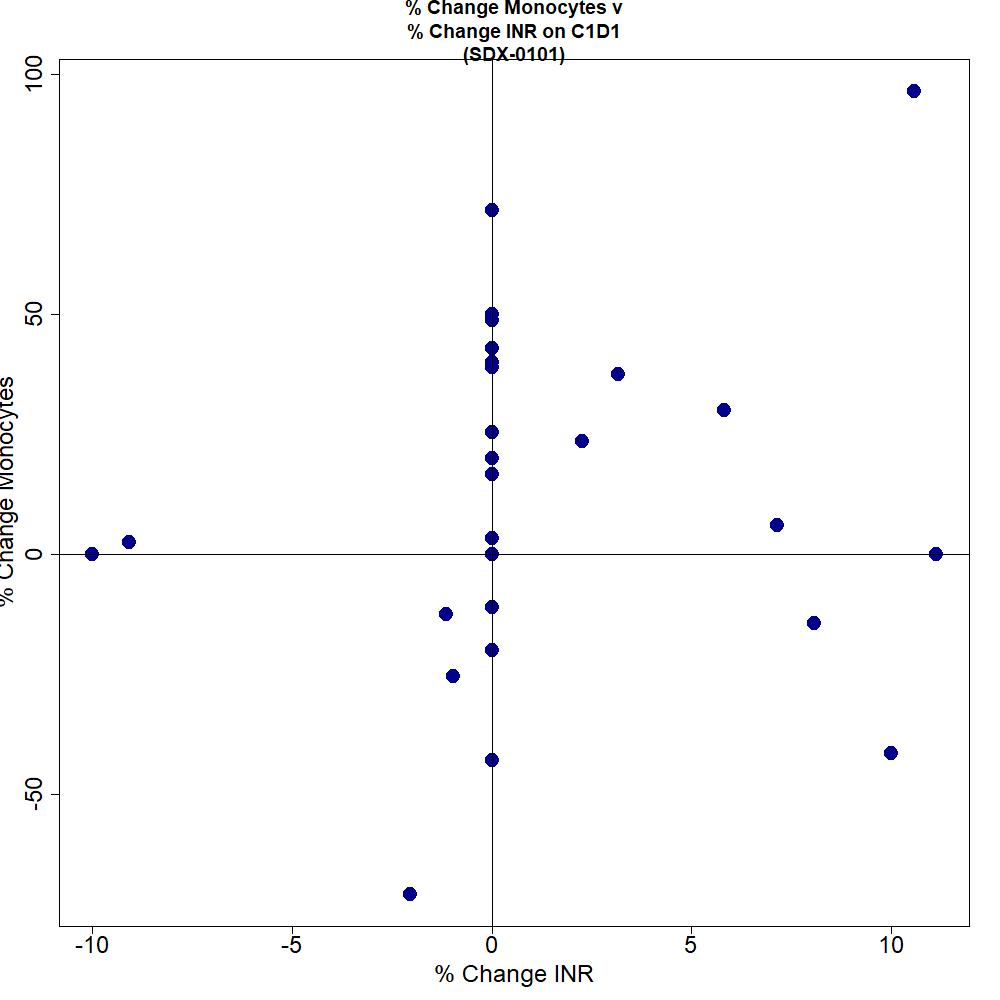 % Change Monocytes v
% Change INR on C1D1
(SDX-0101)
100
50
0
-50
% Change Monocytes
-10
-5
0
5
10
% Change INR